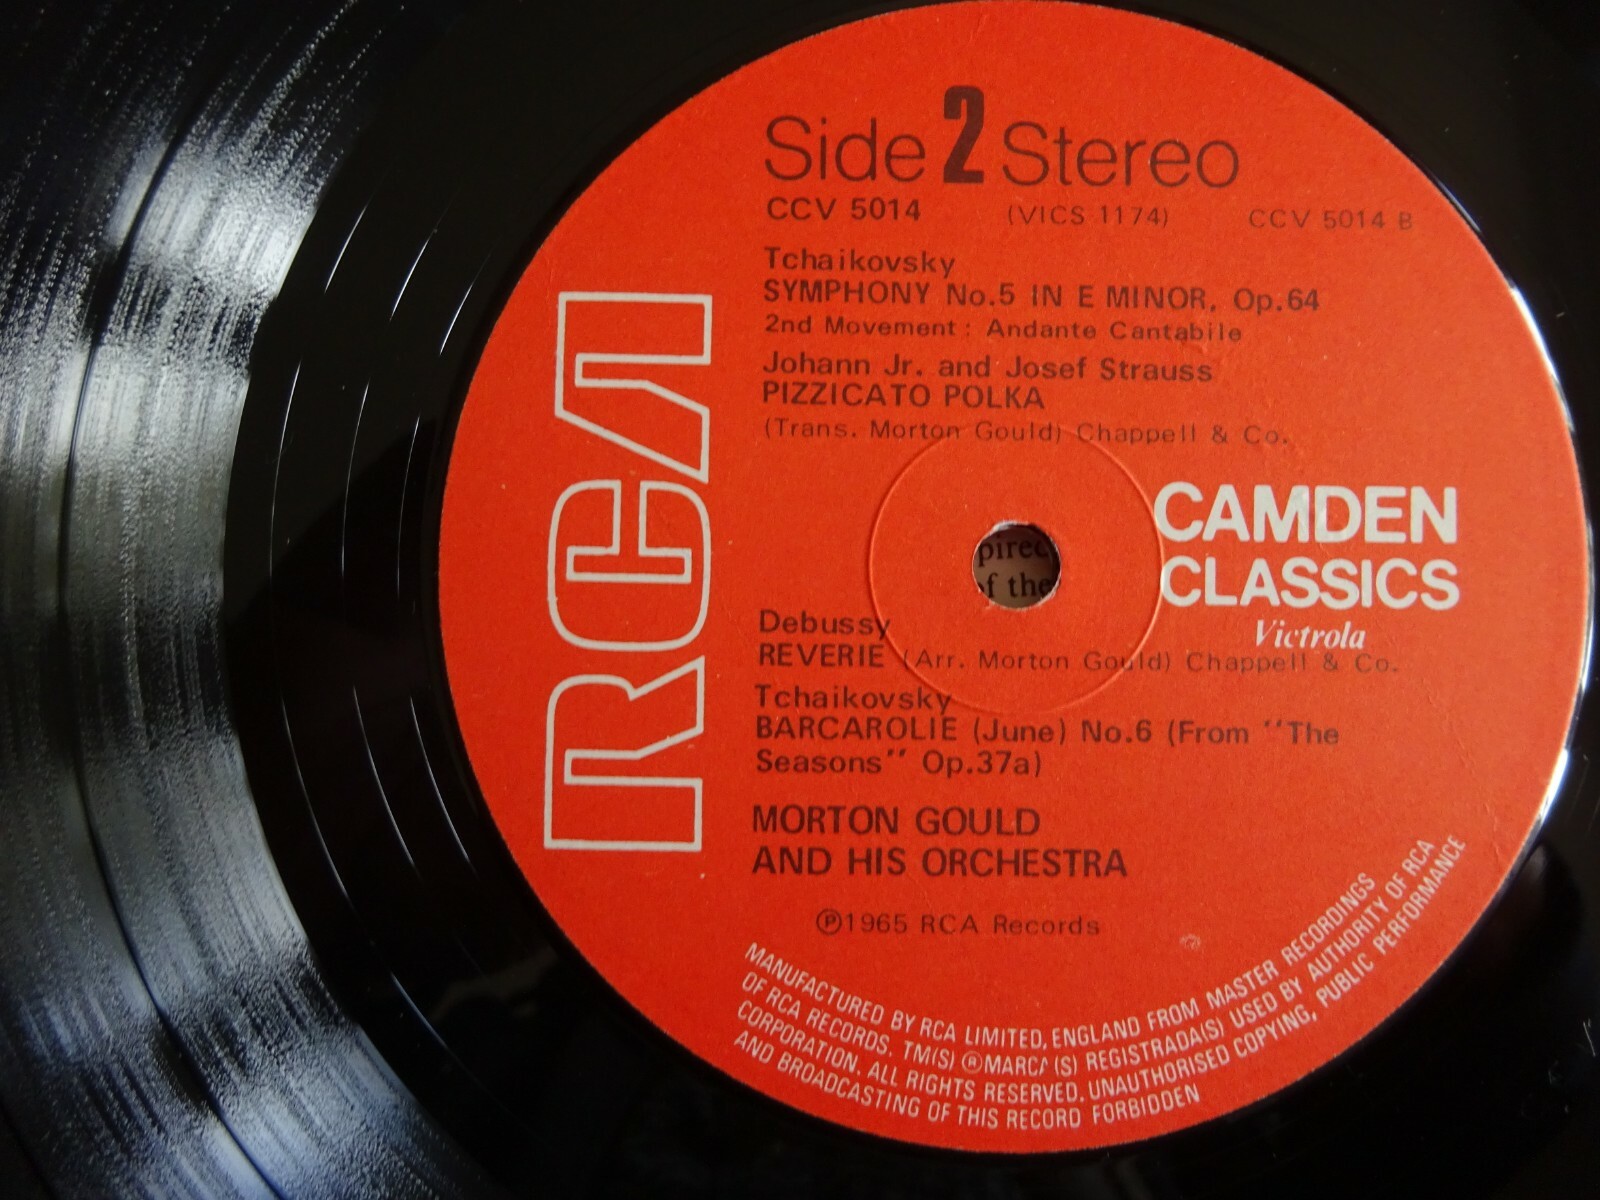 Side 2 Stereo
CCV 5014 (VICS 1174) CCV 5014 B
Tchaikovsky
SYMPHONY No.5 IN E MINOR, Op.64
2nd Movement : Andante Cantabile
Johann Jr. and Josef Strauss
PIZZICATO POLKA
(Trans. Morton Gould) Chappell & Co.
RCA
CAMDEN
CLASSICS
Victrola
pirec
of the
Debussy
REVERIE (Arr. Morton Gould) Chappell & Co.
Tchaikovsky
BARCAROLIE (June) No.6 (From "The
Seasons" Op.37a)
MORTON GOULD
AND HIS ORCHESTRA
℗1965 RCA Records
MANUFACTURED BY RCA LIMITED, ENGLAND FROM MASTER RECORDINGS
OF RCA RECORDS. TM(S) ®MARCA(S) REGISTRADA(S) USED BY AUTHORITY OF RCA
CORPORATION. ALL RIGHTS RESERVED. UNAUTHORISED COPYING, PUBLIC PERFORMANCE
AND BROADCASTING OF THIS RECORD FORBIDDEN